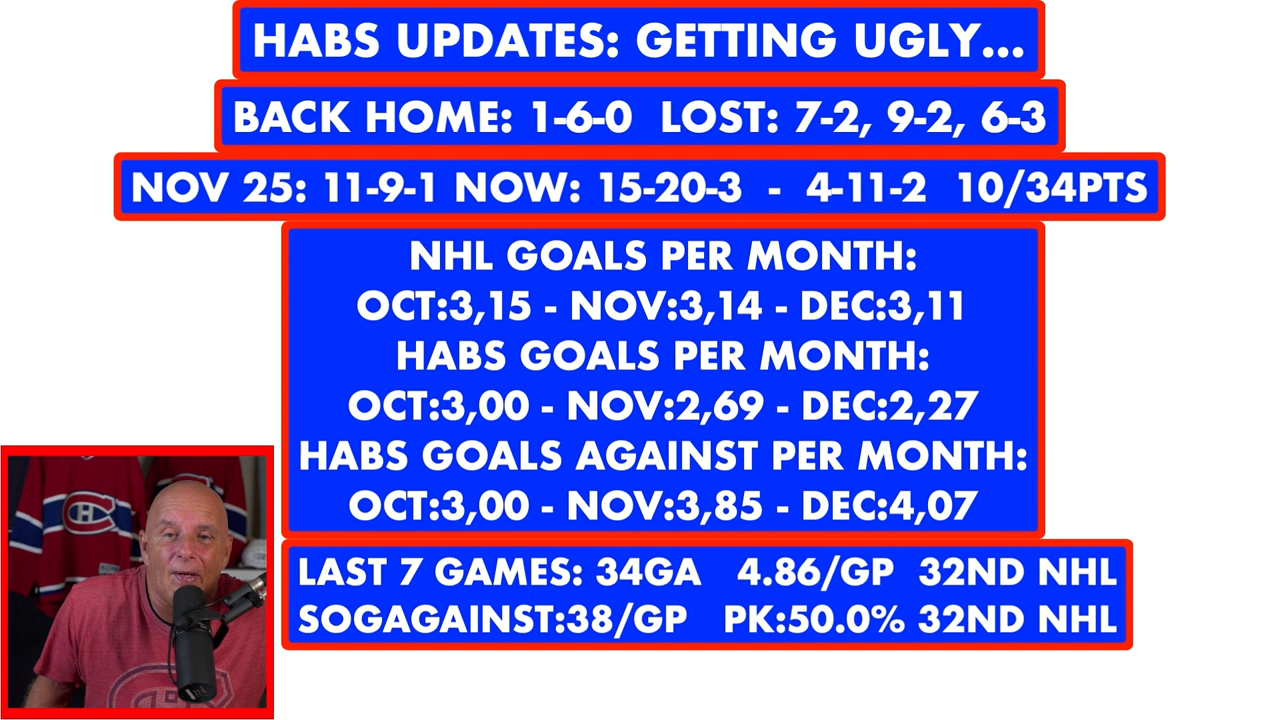 HABS UPDATES: GETTING UGLY...
BACK HOME: 1-6-0 LOST: 7-2, 9-2, 6-3
NOV 25: 11-9-1 NOW: 15-20-3 - 4-11-2 10/34PTS
NHL GOALS PER MONTH:
OCT:3,15 - NOV:3,14 - DEC:3,11
HABS GOALS PER MONTH:
OCT:3,00 - NOV:2,69 - DEC:2,27
HABS GOALS AGAINST PER MONTH:
OCT:3,00 - NOV:3,85 - DEC:4,07
LAST 7 GAMES: 34GA 4.86/GP 32ND NHL
SOGAGAINST:38/GP PK:50.0% 32ND NHL